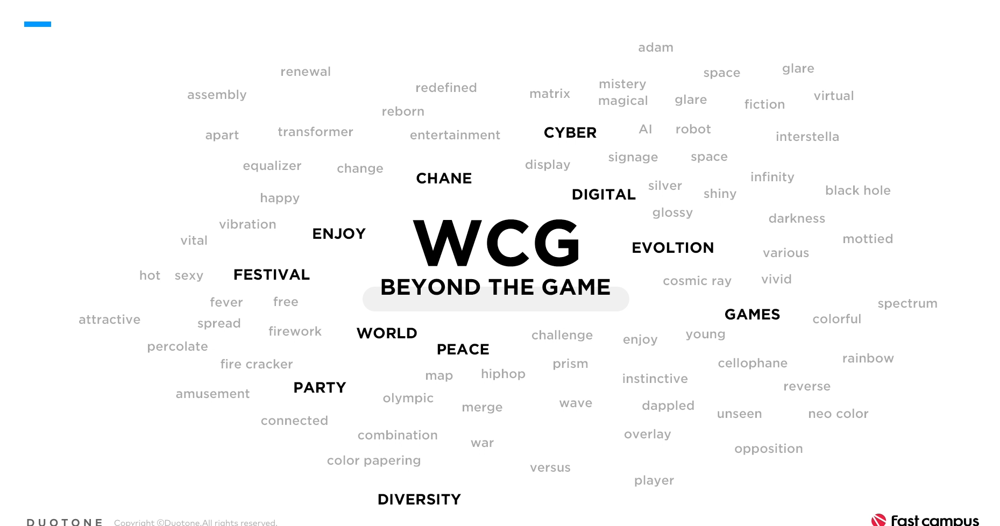 adam
renewal
space
glare
redefined
mistery
assembly
matrix
magical
glare
fiction
virtual
reborn
apart
transformer
entertainment
CYBER
AI
robot
interstella
equalizer
change
display
signage
space
CHANE
infinity
happy
DIGITAL
silver
shiny
black hole
glossy
vibration
darkness
vital
ENJOY
WCG
EVOLTION
mottied
various
hot
sexy
FESTIVAL
BEYOND THE GAME
cosmic ray
vivid
fever
free
spectrum
attractive
spread
firework
GAMES
colorful
WORLD
challenge
enjoy
young
percolate
PEACE
fire cracker
prism
cellophane
rainbow
map
hiphop
instinctive
PARTY
reverse
amusement
olympic
merge
wave
dappled
unseen
neo color
connected
combination
war
overlay
opposition
color papering
versus
player
DIVERSITY
DUOTONE
Copyright ©Duotone.All rights reserved.
Fast campus